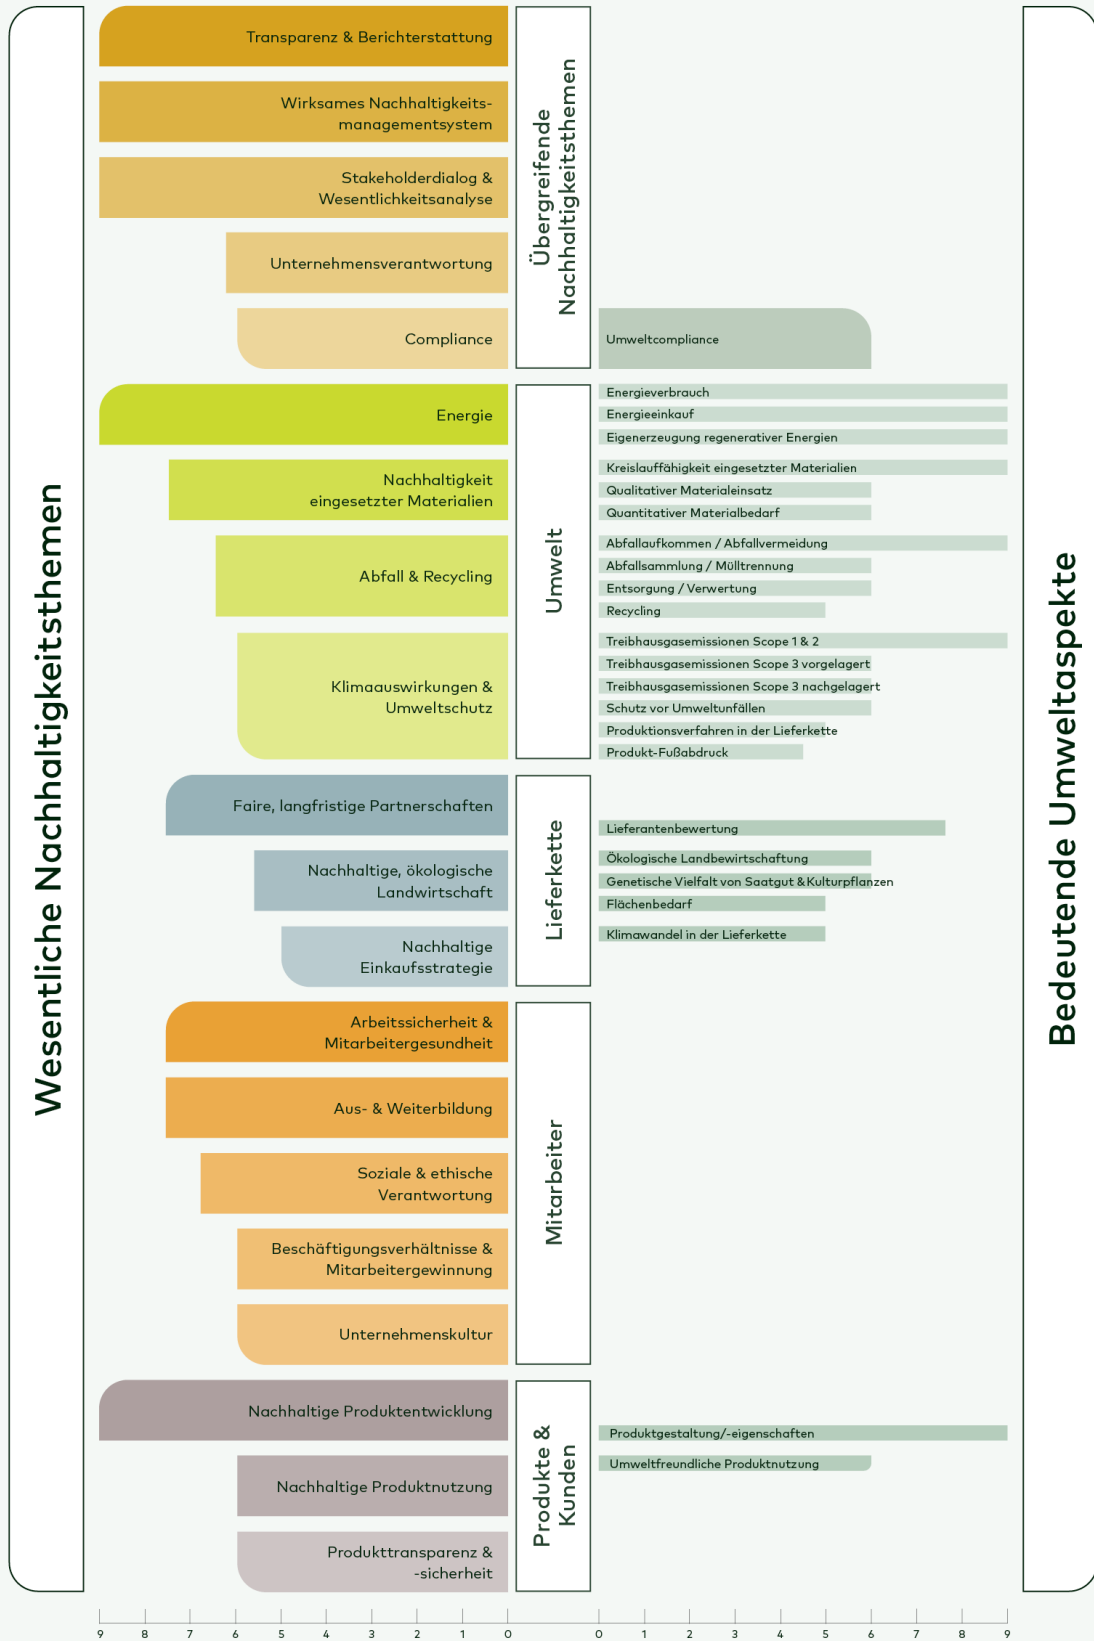 Wesentliche Nachhaltigkeitsthemen
Transparenz & Berichterstattung
Wirksames Nachhaltigkeits-
managementsystem
Stakeholderdialog &
Wesentlichkeitsanalyse
Unternehmensverantwortung
Compliance
Übergreifende
Nachhaltigkeitsthemen
Umweltcompliance
Energie
Nachhaltigkeit
eingesetzter Materialien
Abfall & Recycling
Klimaauswirkungen &
Umweltschutz
Umwelt
Energieverbrauch
Energieeinkauf
Eigenerzeugung regenerativer Energien
Kreislauffähigkeit eingesetzter Materialien
Qualitativer Materialeinsatz
Quantitativer Materialbedarf
Abfallaufkommen / Abfallvermeidung
Abfallsammlung / Mülltrennung
Entsorgung / Verwertung
Recycling
Treibhausgasemissionen Scope 1 & 2
Treibhausgasemissionen Scope 3 vorgelagert
Treibhausgasemissionen Scope 3 nachgelagert
Schutz vor Umweltunfällen
Produktionsverfahren in der Lieferkette
Produkt-Fußabdruck
Faire, langfristige Partnerschaften
Nachhaltige, ökologische
Landwirtschaft
Nachhaltige
Einkaufsstrategie
Lieferkette
Lieferantenbewertung
Ökologische Landbewirtschaftung
Genetische Vielfalt von Saatgut & Kulturpflanzen
Flächenbedarf
Klimawandel in der Lieferkette
Arbeitssicherheit &
Mitarbeitergesundheit
Aus- & Weiterbildung
Soziale & ethische
Verantwortung
Beschäftigungsverhältnisse &
Mitarbeitergewinnung
Unternehmenskultur
Mitarbeiter
Nachhaltige Produktentwicklung
Nachhaltige Produktnutzung
Produkttransparenz &
-sicherheit
Produkte &
Kunden
Produktgestaltung/-eigenschaften
Umweltfreundliche Produktnutzung
Bedeutende Umweltaspekte
9 8 7 6 5 4 3 2 1 0
0 1 2 3 4 5 6 7 8 9